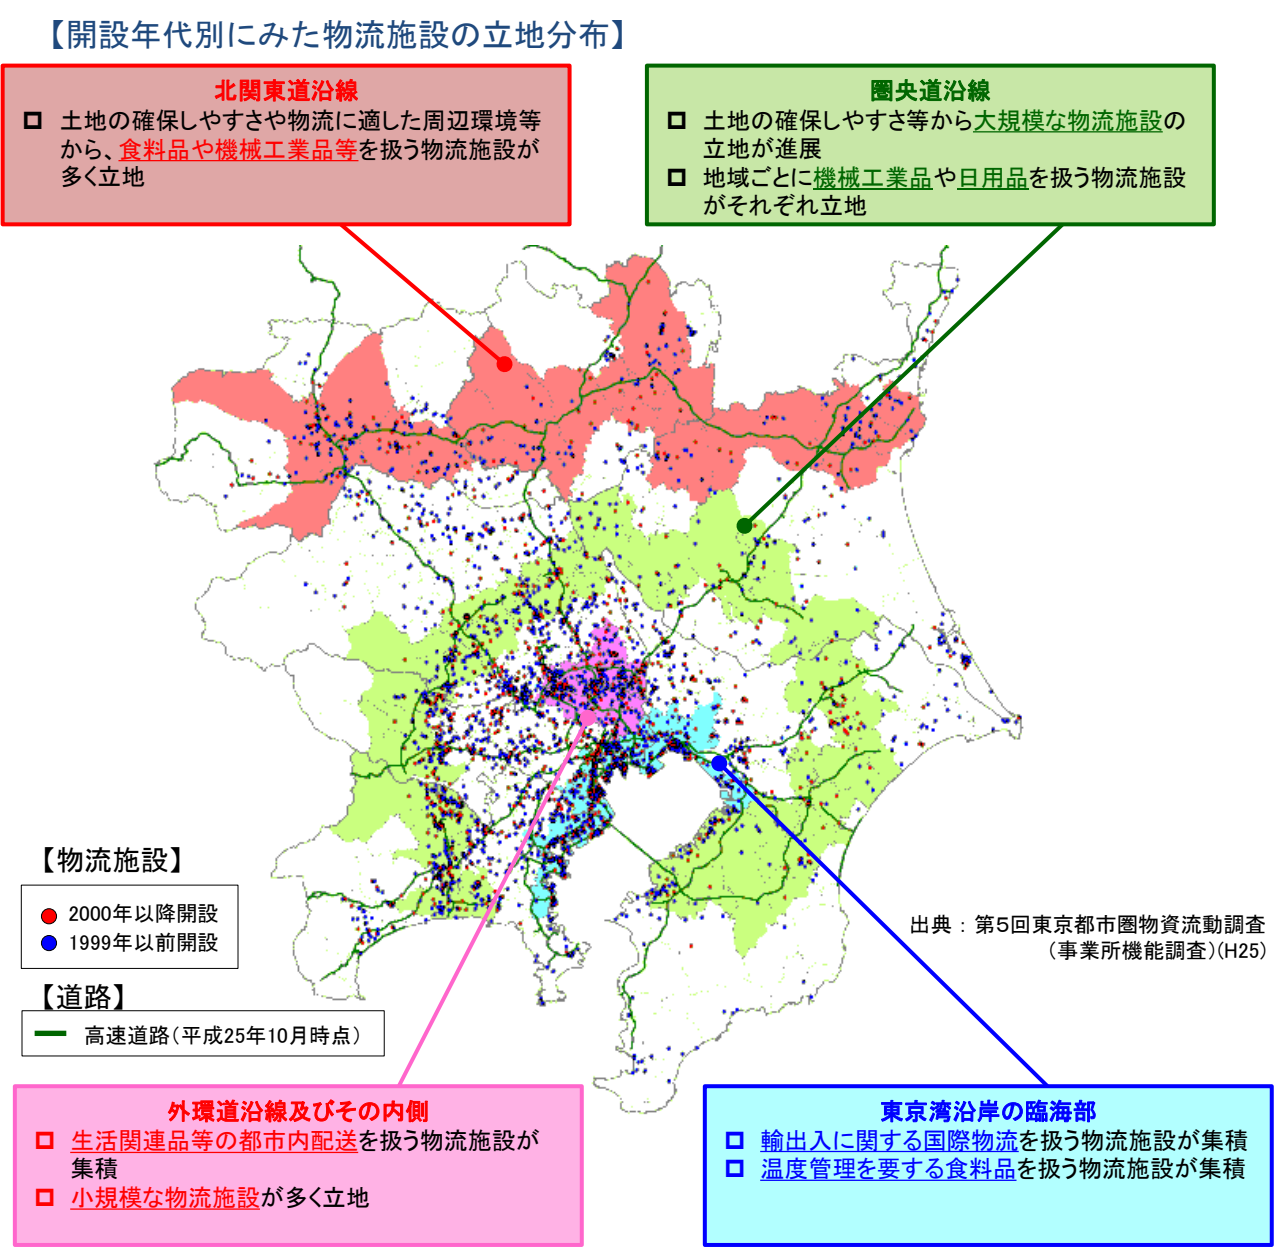 【開設年代別にみた物流施設の立地分布】
北関東道沿線
土地の確保しやすさや物流に適した周辺環境等
から、食料品や機械工業品等を扱う物流施設が
多く立地
圏央道沿線
土地の確保しやすさ等から大規模な物流施設の
立地が進展
地域ごとに機械工業品や日用品を扱う物流施設
がそれぞれ立地
【物流施設】
2000年以降開設
1999年以前開設
【道路】
高速道路(平成25年10月時点)
出典：第5回東京都市圏物資流動調査
(事業所機能調査)(H25)
外環道沿線及びその内側
生活関連品等の都市内配送を扱う物流施設が
集積
小規模な物流施設が多く立地
東京湾沿岸の臨海部
輸出入に関する国際物流を扱う物流施設が集積
温度管理を要する食料品を扱う物流施設が集積